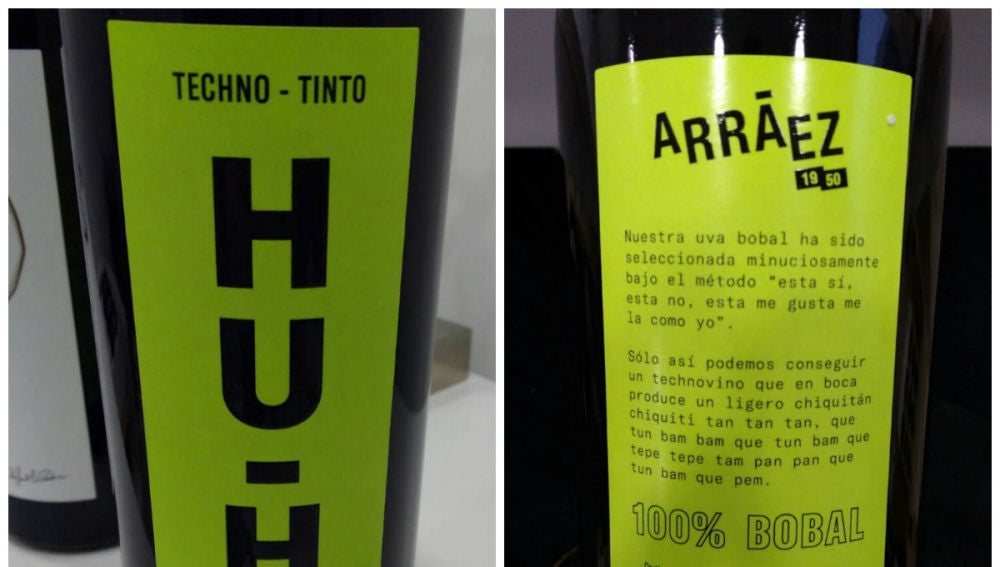 TECHNO - TINTO
HU-H
ARRĀEZ
1950
Nuestra uva bobal ha sido
seleccionada minuciosamente
bajo el método "esta sí,
esta no, esta me gusta me
la como yo".
Sólo así podemos conseguir
un technovino que en boca
produce un ligero chiquitán
chiquiti tan tan tan, que
tun bam bam que tun bam que
tepe tepe tam pan pan que
tun bam que pem.
100% BOBAL